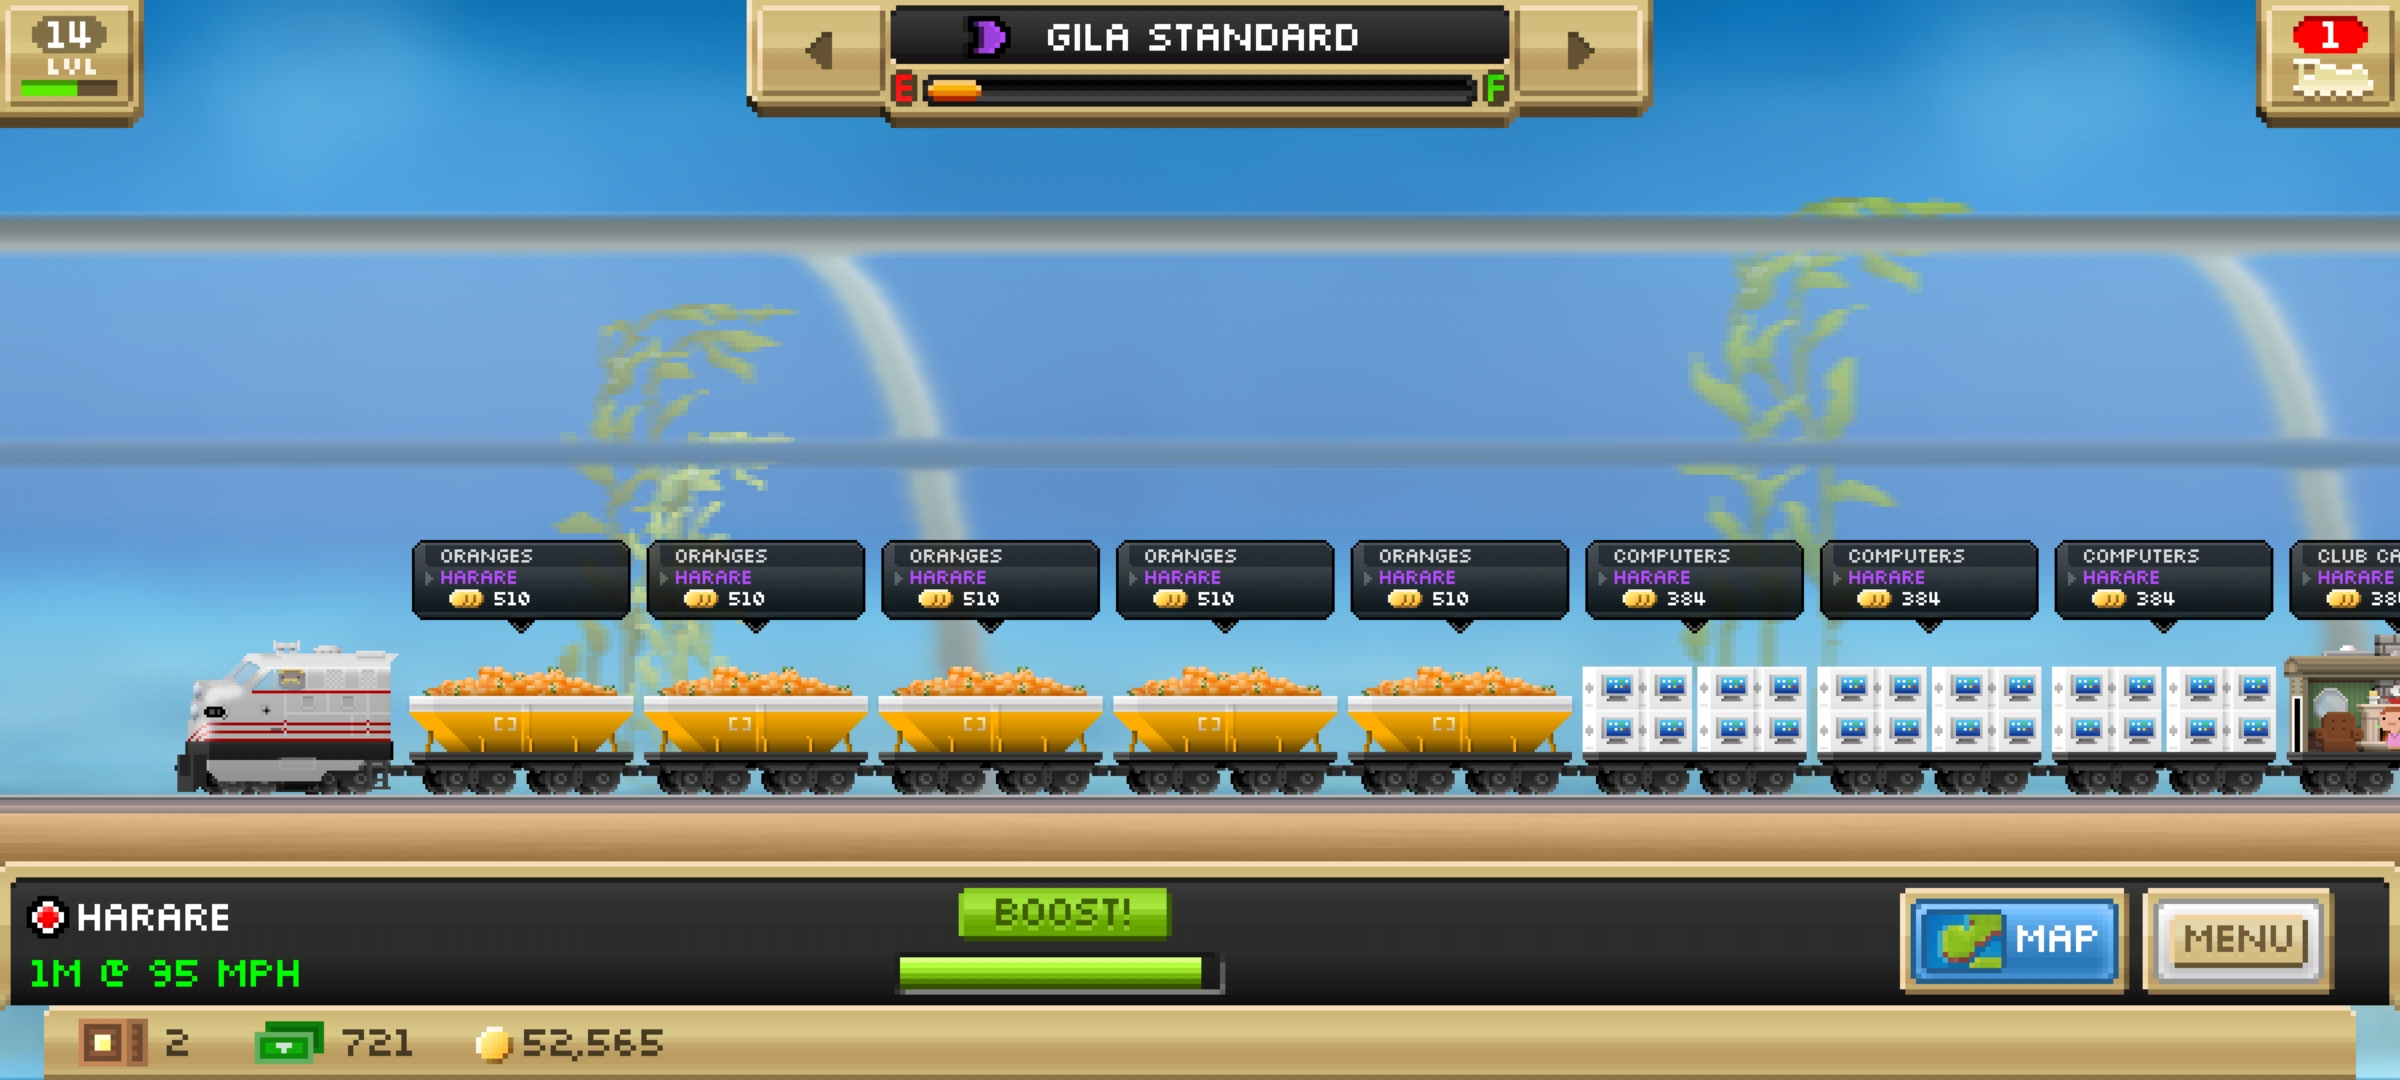 14
LVL
GILA STANDARD
E F
1
ORANGES
HARARE
510
ORANGES
HARARE
510
ORANGES
HARARE
510
ORANGES
HARARE
510
ORANGES
HARARE
510
COMPUTERS
HARARE
384
COMPUTERS
HARARE
384
COMPUTERS
HARARE
384
CLUB CA
HARARE
HARARE
1M @ 95 MPH
BOOST!
MAP
MENU
2
721
52,565